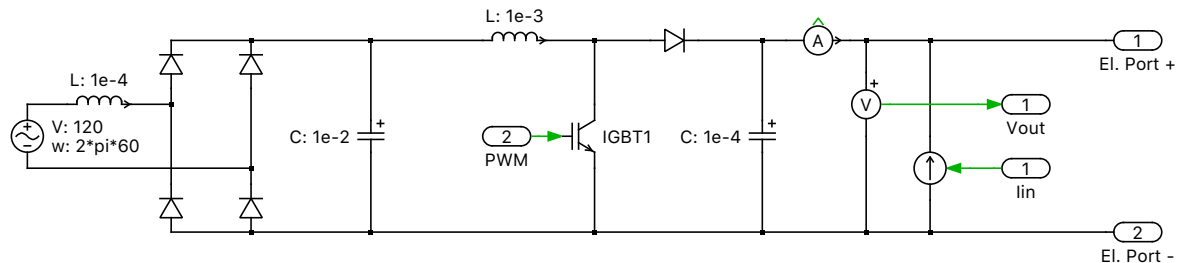 L: 1e-3
A
1
El. Port +
L: 1e-4
V
1
Vout
V: 120
w: 2*pi*60
C: 1e-2
2
PWM
IGBT1
C: 1e-4
1
Iin
2
El. Port -